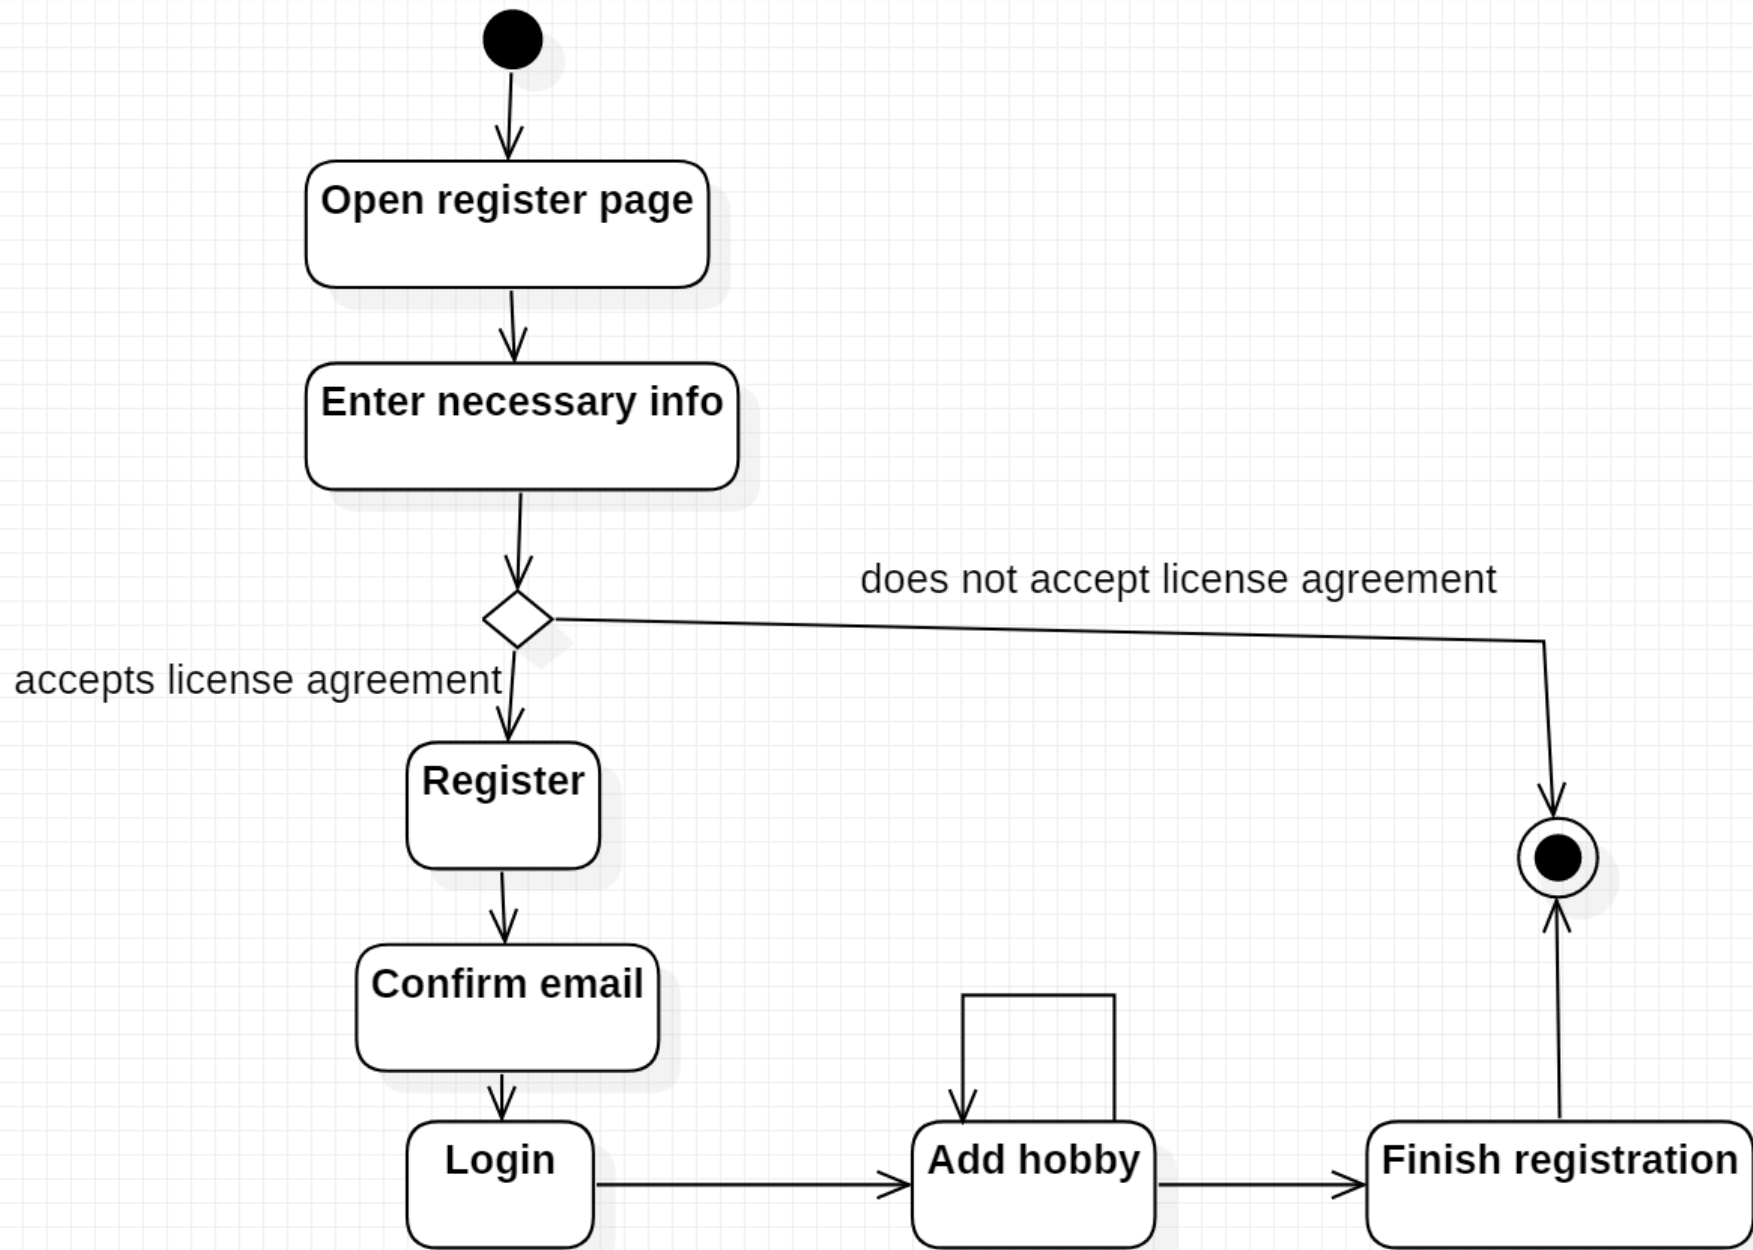 Open register page
Enter necessary info
does not accept license agreement
accepts license agreement
Register
Confirm email
Login
Add hobby
Finish registration